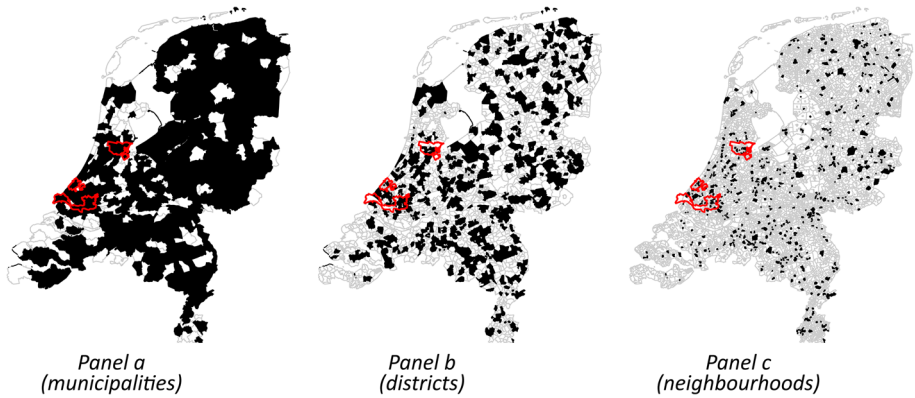 Panel a
(municipalities)
Panel b
(districts)
Panel c
(neighbourhoods)